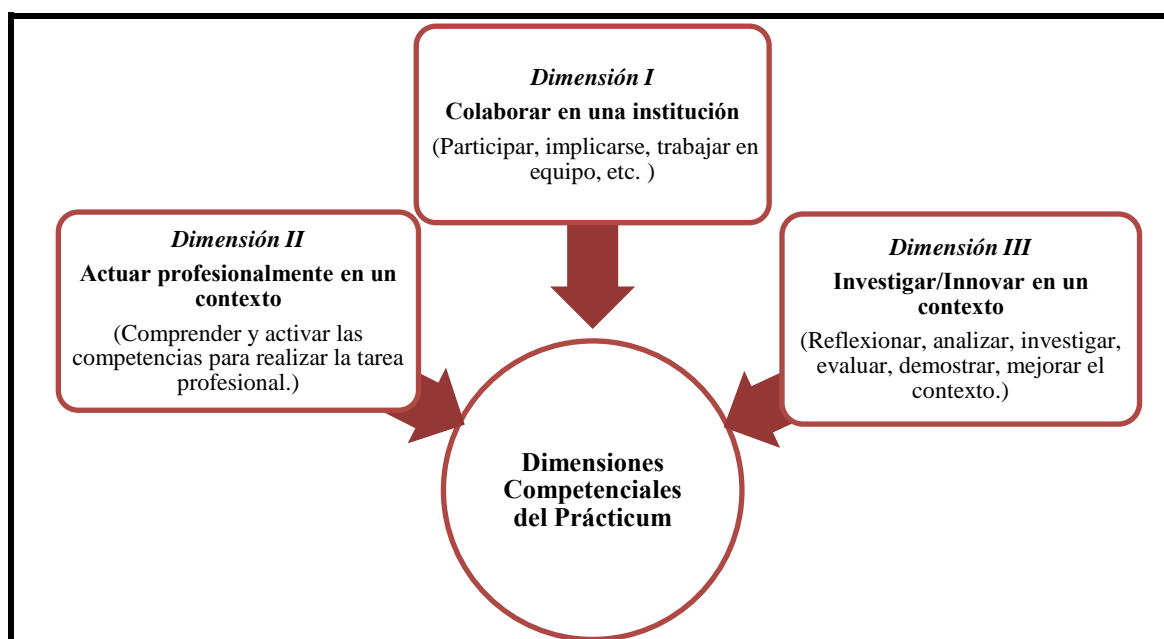 Dimensión I
Colaborar en una institución
(Participar, implicarse, trabajar en
equipo, etc. )
Dimensión II
Actuar profesionalmente en un
contexto
(Comprender y activar las
competencias para realizar la tarea
profesional.)
Dimensión III
Investigar/Innovar en un
contexto
(Reflexionar, analizar, investigar,
evaluar, demostrar, mejorar el
contexto.)
Dimensiones
Competenciales
del Prácticum